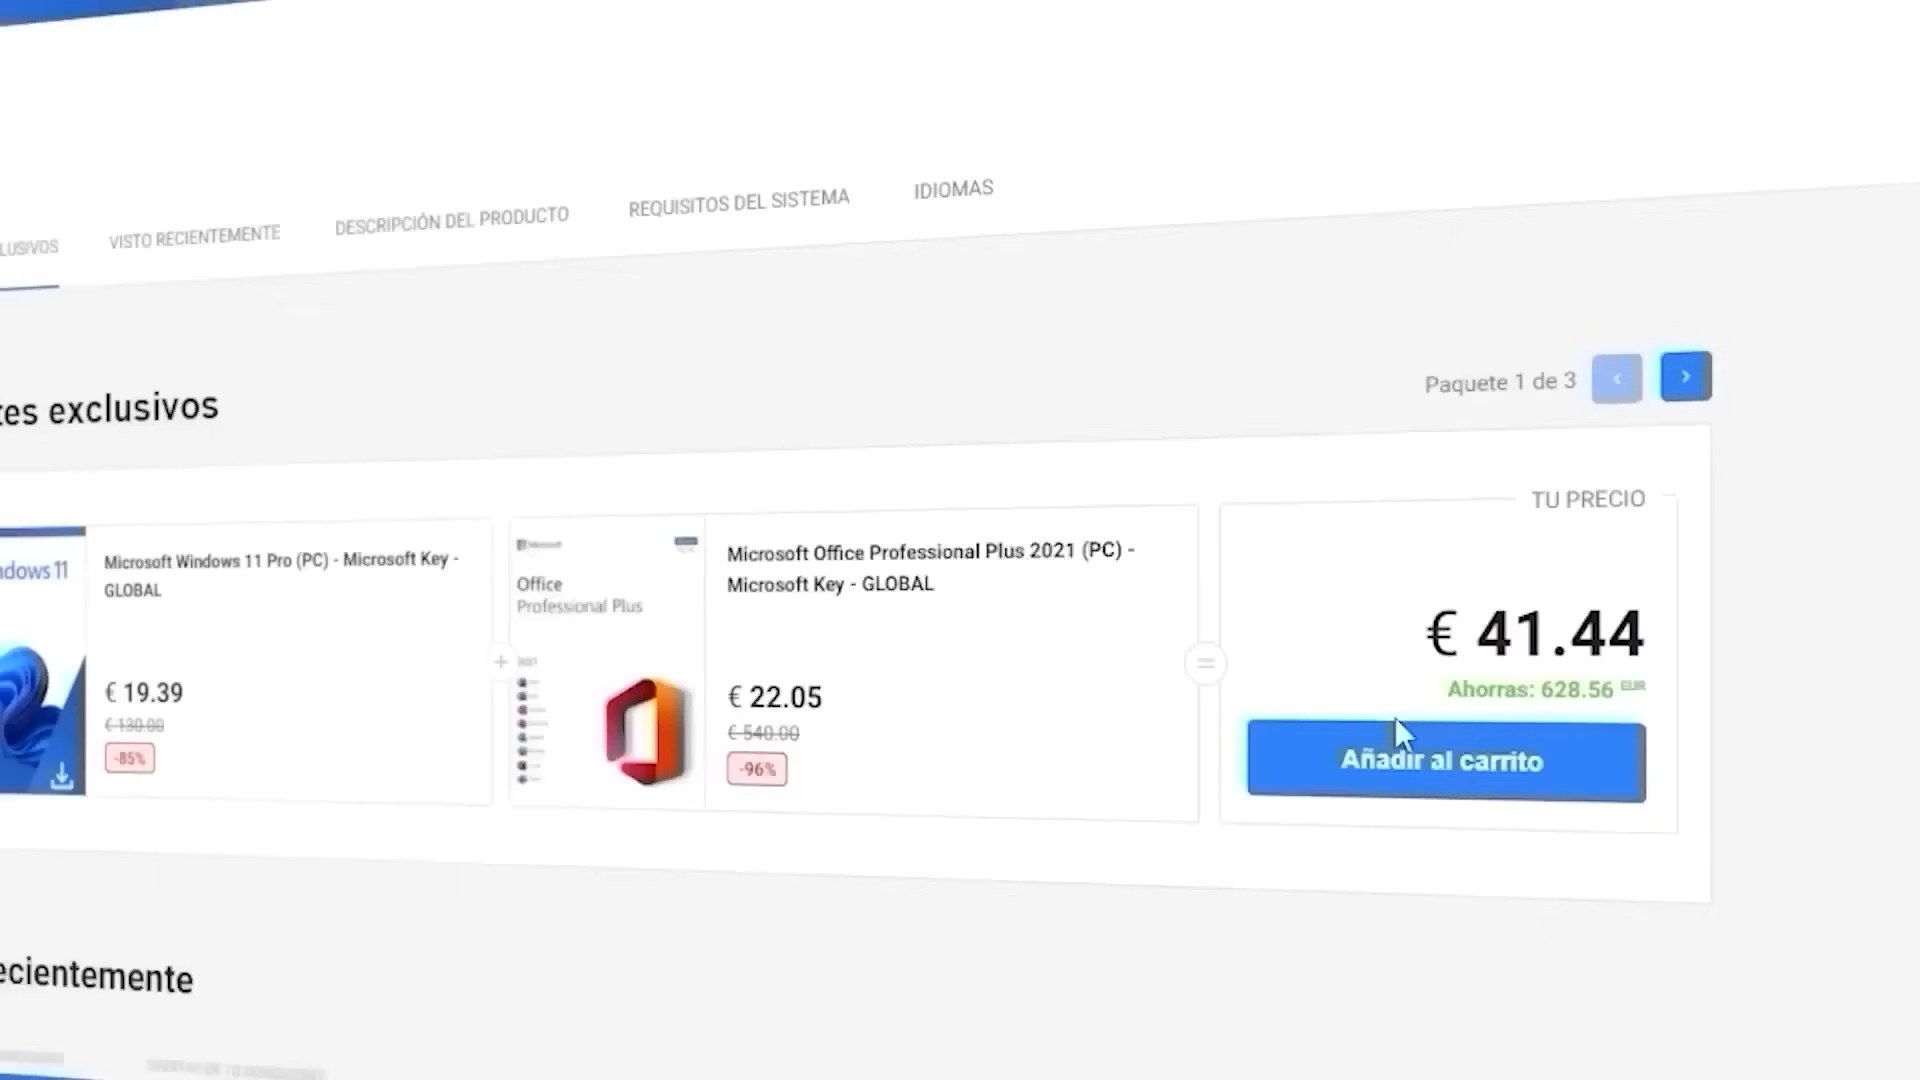 LUSIVOS
VISTO RECIENTEMENTE
DESCRIPCIÓN DEL PRODUCTO
REQUISITOS DEL SISTEMA
IDIOMAS
tes exclusivos
Paquete 1 de 3
ndows 11
Microsoft Windows 11 Pro (PC) - Microsoft Key -
GLOBAL
€ 19.39
€ 130.00
-85%
+
Microsoft
Office
Professional Plus
2021
Microsoft Office Professional Plus 2021 (PC) -
Microsoft Key - GLOBAL
€ 22.05
€ 540.00
-96%
=
TU PRECIO
€ 41.44
Ahorras: 628.56 EUR
Añadir al carrito
ecientemente